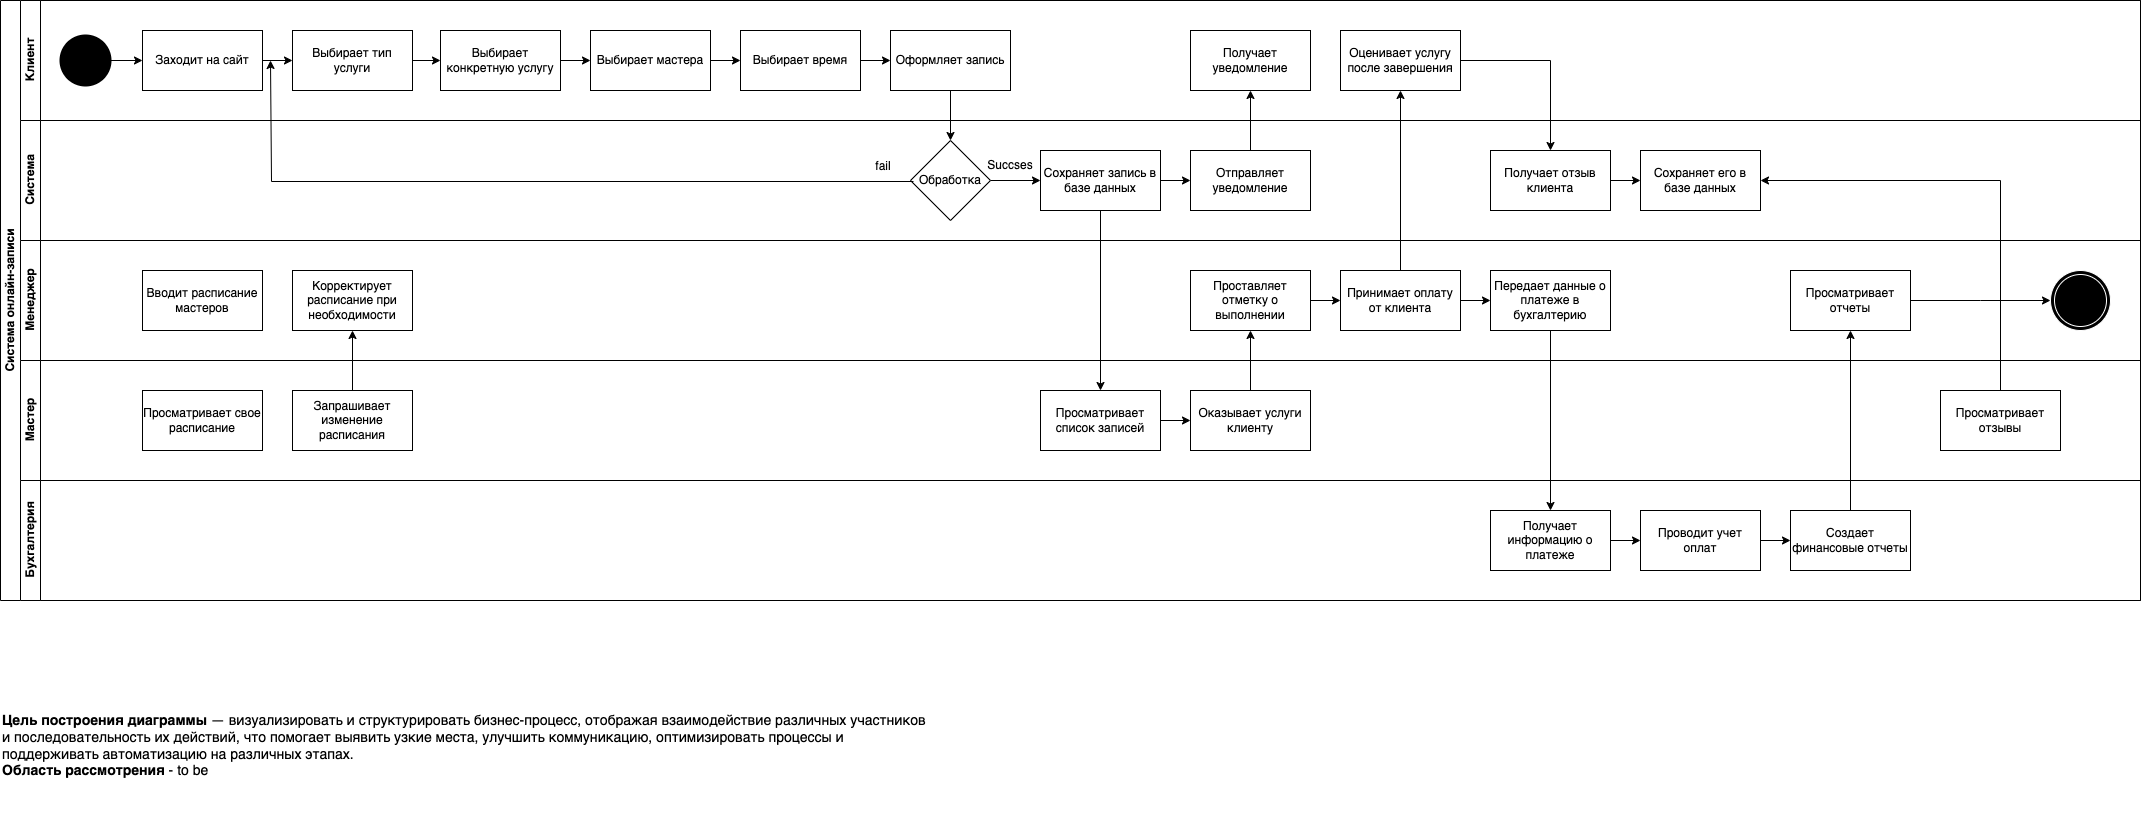 Система онлайн-записи
Клиент
Заходит на сайт
Выбирает тип
услуги
Выбирает
конкретную услугу
Выбирает мастера
Выбирает время
Оформляет запись
Получает
уведомление
Оценивает услугу
после завершения
Система
fail
Обработка
Succses
Сохраняет запись в
базе данных
Отправляет
уведомление
Получает отзыв
клиента
Сохраняет его в
базе данных
Менеджер
Вводит расписание
мастеров
Корректирует
расписание при
необходимости
Проставляет
отметку о
выполнении
Принимает оплату
от клиента
Передает данные о
платеже в
бухгалтерию
Просматривает
отчеты
Мастер
Просматривает свое
расписание
Запрашивает
изменение
расписания
Просматривает
список записей
Оказывает услуги
клиенту
Просматривает
отзывы
Бухгалтерия
Получает
информацию о
платеже
Проводит учет
оплат
Создает
финансовые отчеты
Цель построения диаграммы — визуализировать и структурировать бизнес-процесс, отображая взаимодействие различных участников
и последовательность их действий, что помогает выявить узкие места, улучшить коммуникацию, оптимизировать процессы и
поддерживать автоматизацию на различных этапах.
Область рассмотрения - to be